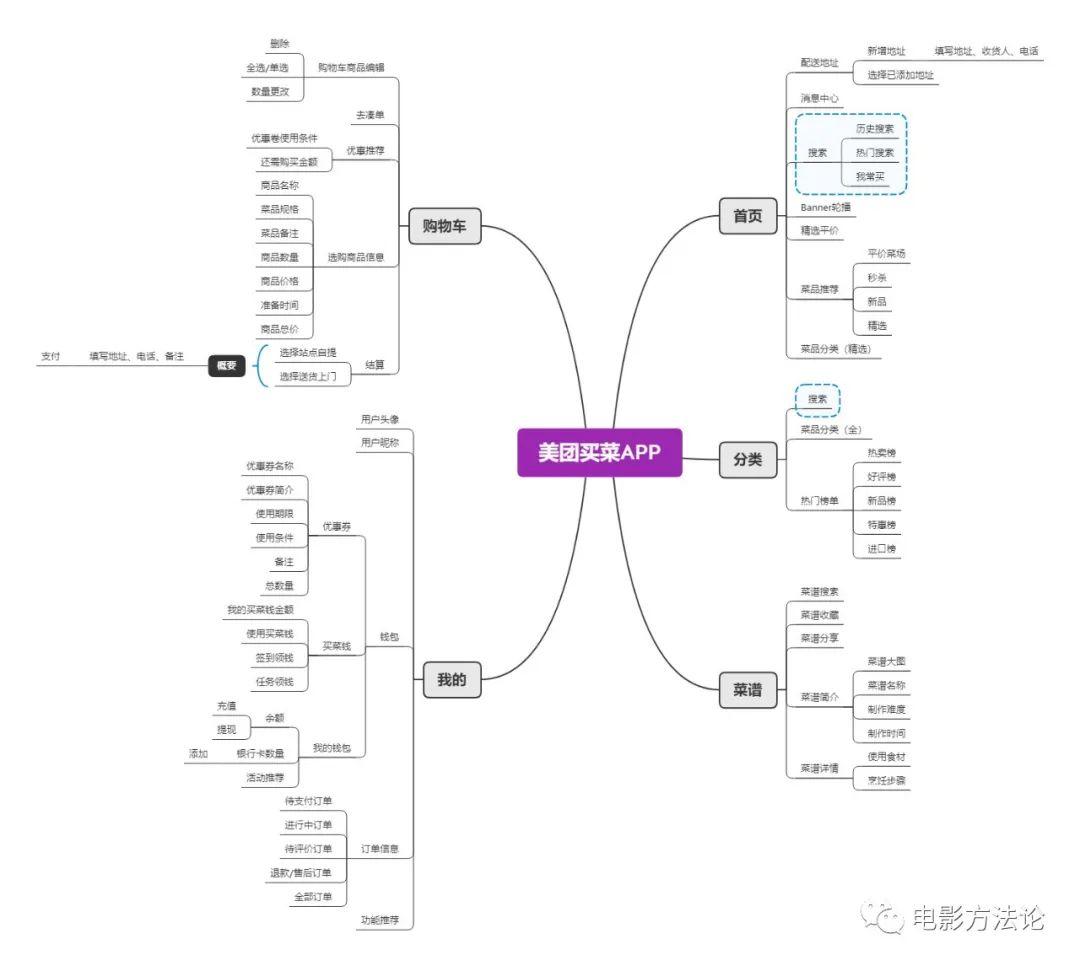 美团买菜APP
首页
配送地址
新增地址
填写地址、收货人、电话
选择已添加地址
消息中心
搜索
历史搜索
热门搜索
我常买
Banner轮播
精选平价
菜品推荐
平价菜场
秒杀
新品
精选
菜品分类（精选）
分类
搜索
菜品分类（全）
热门榜单
热卖榜
好评榜
新品榜
特惠榜
进口榜
菜谱
菜谱搜索
菜谱收藏
菜谱分享
菜谱简介
菜谱大图
菜谱名称
制作难度
制作时间
菜谱详情
使用食材
烹饪步骤
购物车
购物车商品编辑
删除
全选/单选
数量更改
去凑单
优惠推荐
优惠卷使用条件
还需购买金额
选购商品信息
商品名称
菜品规格
菜品备注
商品数量
商品价格
准备时间
商品总价
结算
选择站点自提
选择送货上门
概要
填写地址、电话、备注
支付
我的
用户头像
用户昵称
钱包
优惠券
优惠券名称
优惠券简介
使用期限
使用条件
备注
总数量
买菜钱
我的买菜钱金额
使用买菜钱
签到领钱
任务领钱
我的钱包
余额
充值
提现
银行卡数量
添加
活动推荐
订单信息
待支付订单
进行中订单
待评价订单
退款/售后订单
全部订单
功能推荐
电影方法论